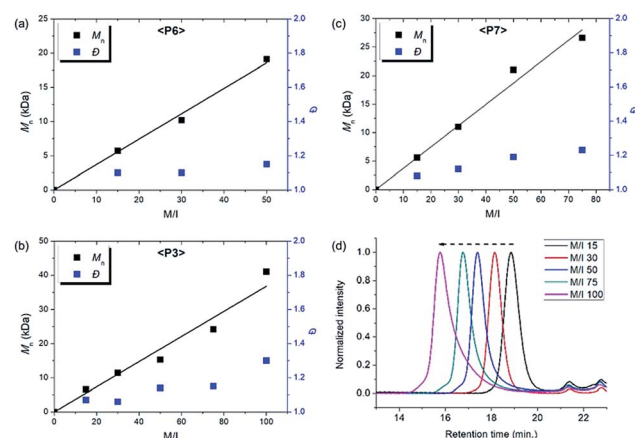 (a)
<P6>
Mn
Đ
Mn (kDa)
25
20
15
10
5
0
2.0
1.8
1.6
1.4
1.2
1.0
Đ
0 10 20 30 40 50
M/I
(c)
<P7>
Mn
Đ
Mn (kDa)
30
25
20
15
10
5
0
2.0
1.8
1.6
1.4
1.2
1.0
Đ
0 10 20 30 40 50 60 70 80
M/I
(b)
<P3>
Mn
Đ
Mn (kDa)
50
40
30
20
10
0
2.0
1.8
1.6
1.4
1.2
1.0
Đ
0 20 40 60 80 100
M/I
(d)
M/I 15
M/I 30
M/I 50
M/I 75
M/I 100
Normalized intensity
1.0
0.8
0.6
0.4
0.2
0.0
14 16 18 20 22
Retention time (min.)